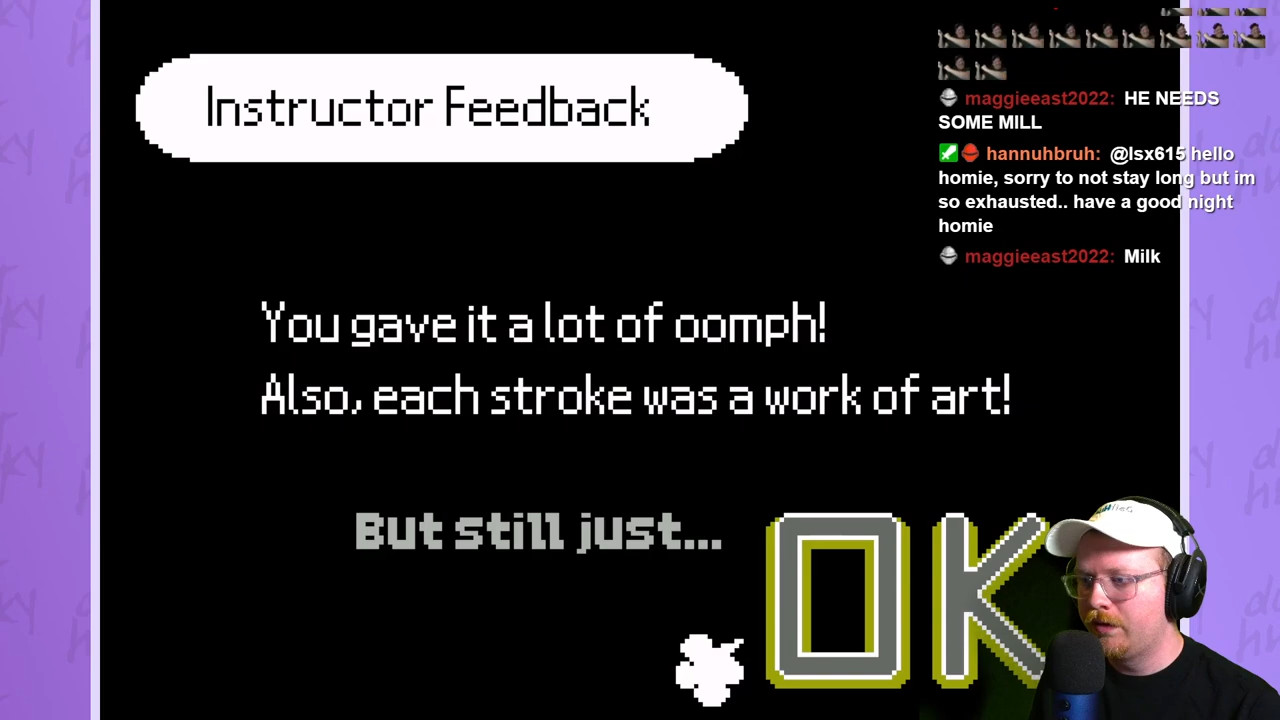 Instructor Feedback
maggieeast2022: HE NEEDS
SOME MILL
hannuhbruh: @lsx615 hello
homie, sorry to not stay long but im
so exhausted.. have a good night
homie
maggieeast2022: Milk
You gave it a lot of oomph!
Also, each stroke was a work of art!
But still just...
OK